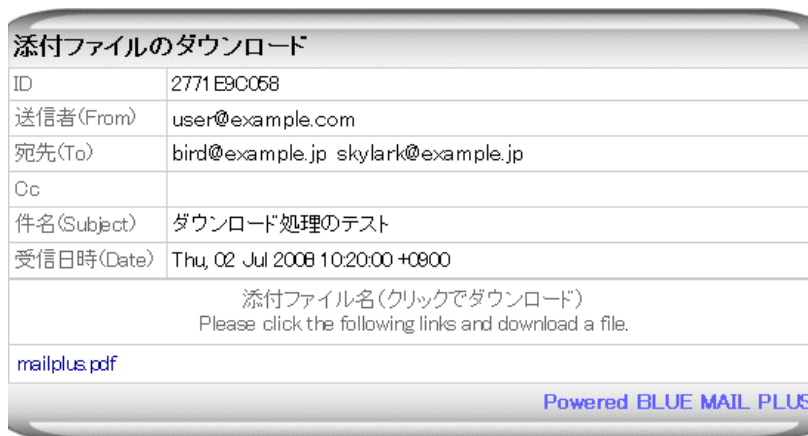 添付ファイルのダウンロード
ID 2771E9C058
送信者(From) user@example.com
宛先(To) bird@example.jp skylark@example.jp
Cc
件名(Subject) ダウンロード処理のテスト
受信日時(Date) Thu, 02 Jul 2008 10:20:00 +0900
添付ファイル名(クリックでダウンロード)
Please click the following links and download a file.
mailplus.pdf
Powered BLUE MAIL PLUS